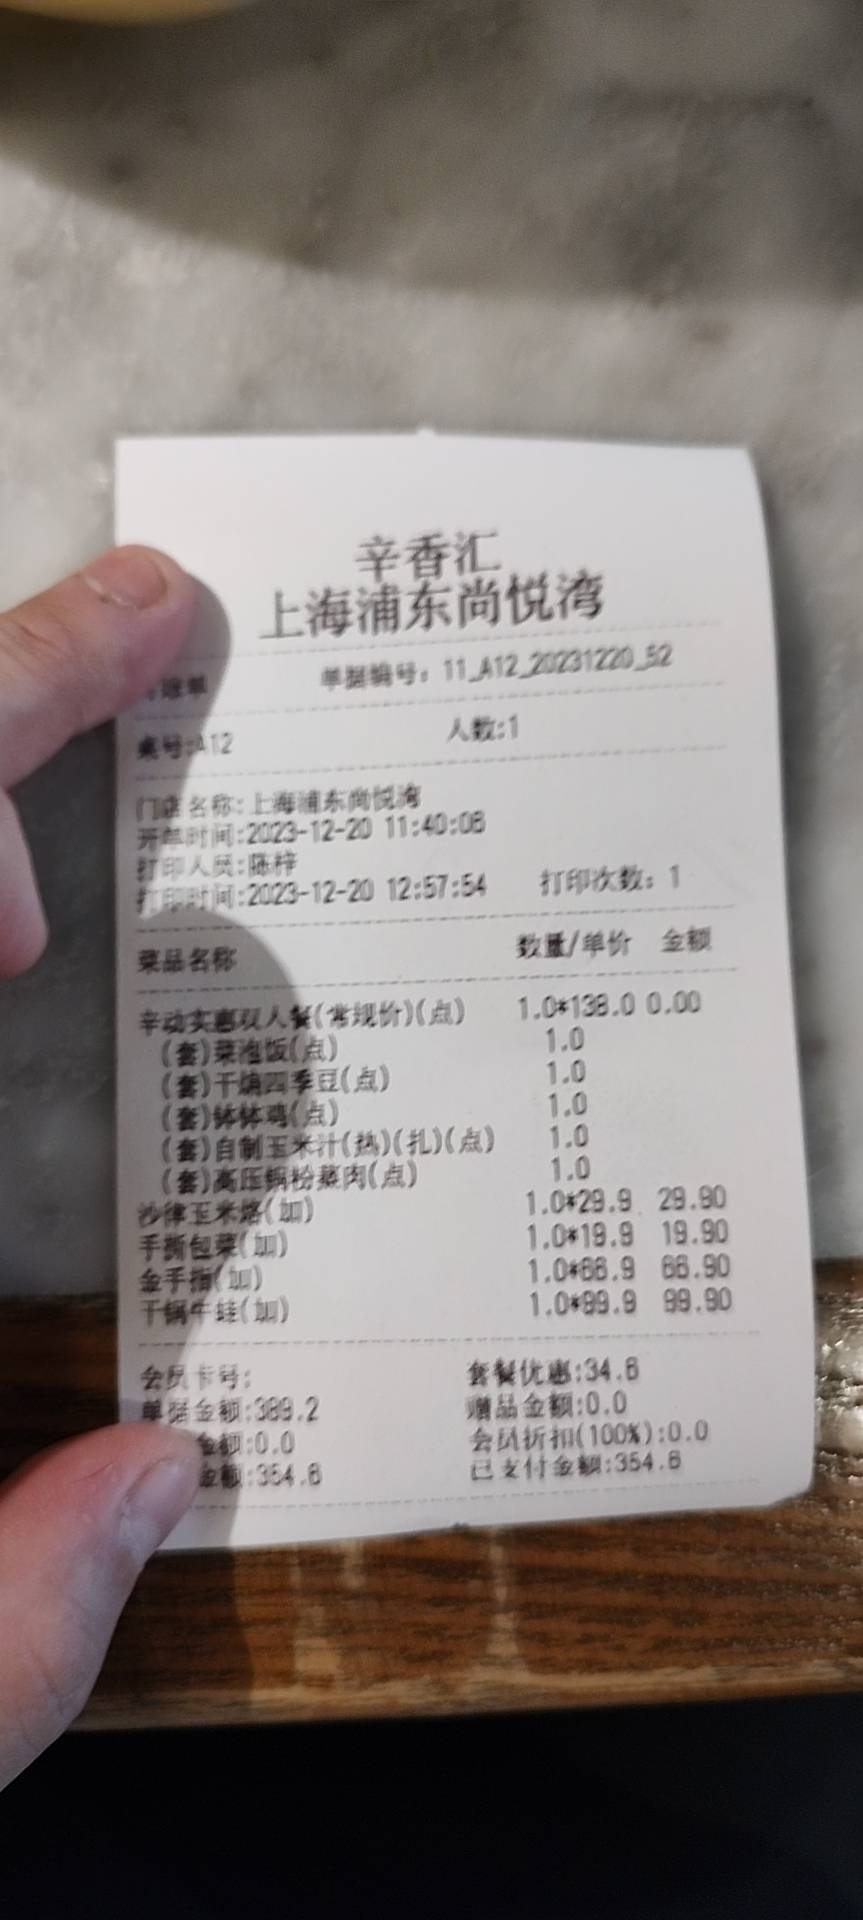 辛香汇
上海浦东尚悦湾
单据编号：11_A12_20231220_52
桌号:A12 人数:1
门店名称:上海浦东尚悦湾
开单时间:2023-12-20 11:40:08
打印人员:陈梓
打印时间:2023-12-20 12:57:54 打印次数：1
菜品名称 数量/单价 金额
辛动实惠双人餐(常规价)(点) 1.0*138.0 0.00
(套)菜泡饭(点) 1.0
(套)干煸四季豆(点) 1.0
(套)钵钵鸡(点) 1.0
(套)自制玉米汁(热)(扎)(点) 1.0
(套)高压锅粉蒸肉(点) 1.0
沙律玉米烙(加) 1.0*29.9 29.90
手撕包菜(加) 1.0*19.9 19.90
金手指(加) 1.0*66.9 66.90
干锅牛蛙(加) 1.0*99.9 99.90
会员卡号: 套餐优惠:34.6
单据金额:389.2 赠品金额:0.0
金额:0.0 会员折扣(100%):0.0
金额:354.6 已支付金额:354.6